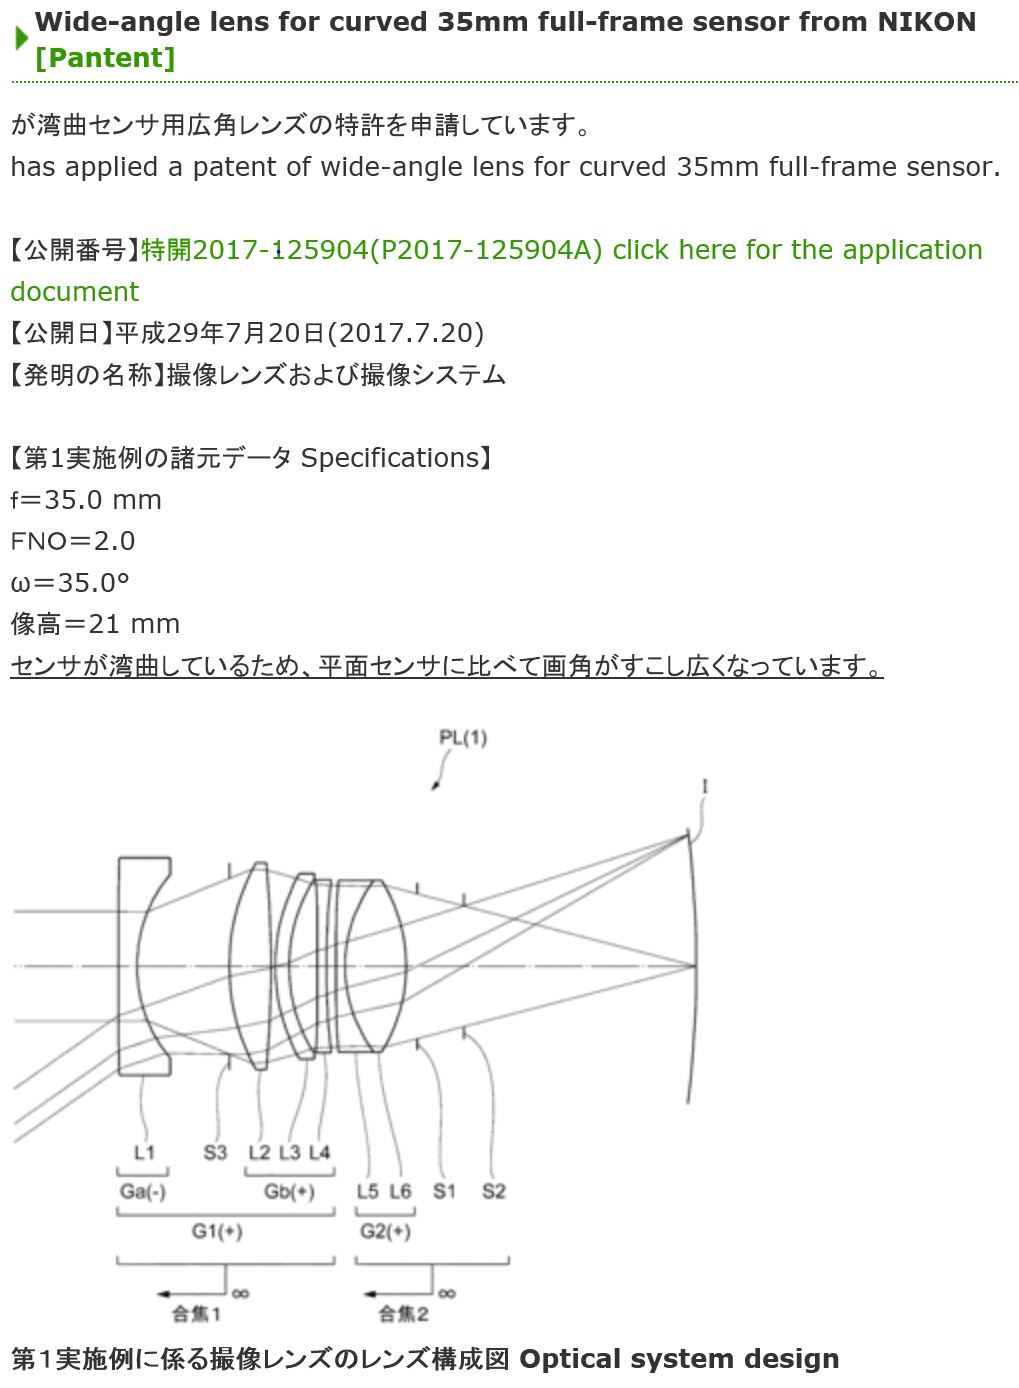 Wide-angle lens for curved 35mm full-frame sensor from NIKON
[Pantent]
が湾曲センサ用広角レンズの特許を申請しています。
has applied a patent of wide-angle lens for curved 35mm full-frame sensor.
【公開番号】特開2017-125904(P2017-125904A) click here for the application
document
【公開日】平成29年7月20日(2017.7.20)
【発明の名称】撮像レンズおよび撮像システム
【第1実施例の諸元データ Specifications】
f＝35.0 mm
FNO＝2.0
ω＝35.0°
像高＝21 mm
センサが湾曲しているため、平面センサに比べて画角がすこし広くなっています。
PL(1)
I
L1 S3 L2 L3 L4
Ga(-) Gb(+) L5 L6 S1 S2
G1(+) G2(+)
∞ ∞
合焦1 合焦2
第１実施例に係る撮像レンズのレンズ構成図 Optical system design